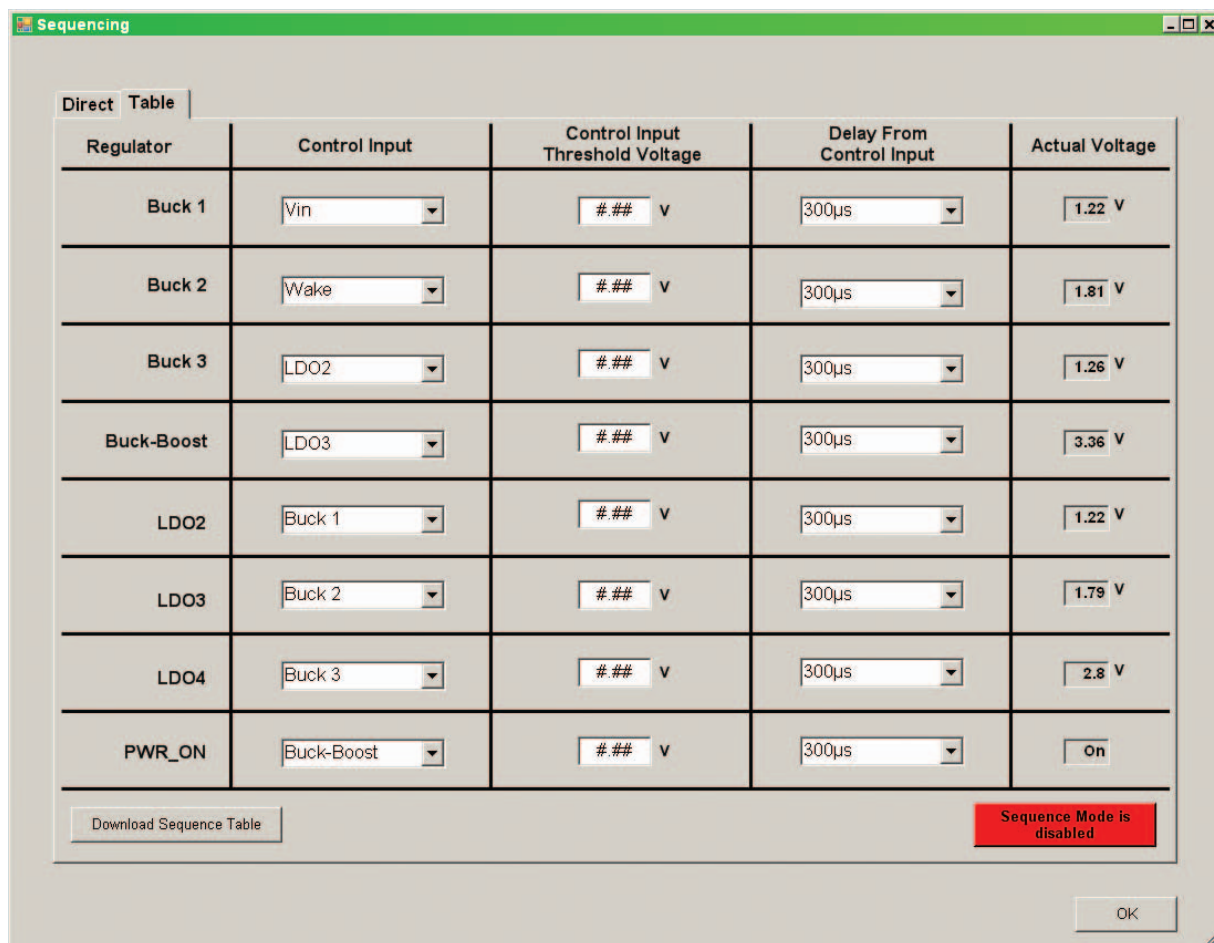 Sequencing
Direct Table
Regulator Control Input Control Input Threshold Voltage Delay From Control Input Actual Voltage
Buck 1 Vin #.## V 300µs 1.22 V
Buck 2 Wake #.## V 300µs 1.81 V
Buck 3 LDO2 #.## V 300µs 1.26 V
Buck-Boost LDO3 #.## V 300µs 3.36 V
LDO2 Buck 1 #.## V 300µs 1.22 V
LDO3 Buck 2 #.## V 300µs 1.79 V
LDO4 Buck 3 #.## V 300µs 2.8 V
PWR_ON Buck-Boost #.## V 300µs On
Download Sequence Table
Sequence Mode is
disabled
OK